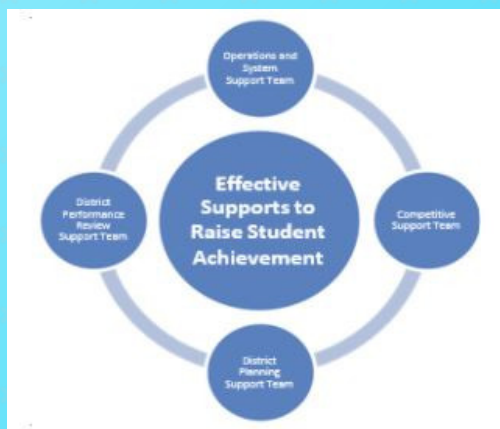 Operations and
System
Support Team
District
Performance
Review
Support Team
Effective
Supports to
Raise Student
Achievement
Competitive
Support Team
District
Planning
Support Team